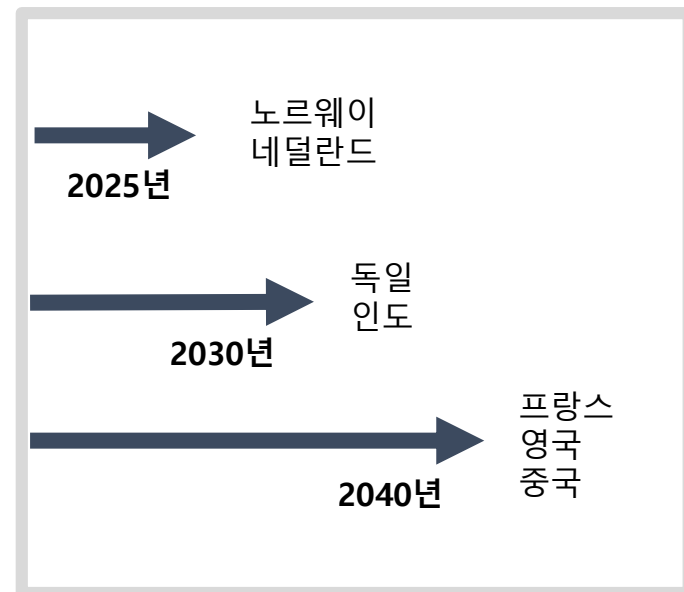 노르웨이
네덜란드
2025년
독일
인도
2030년
프랑스
영국
중국
2040년